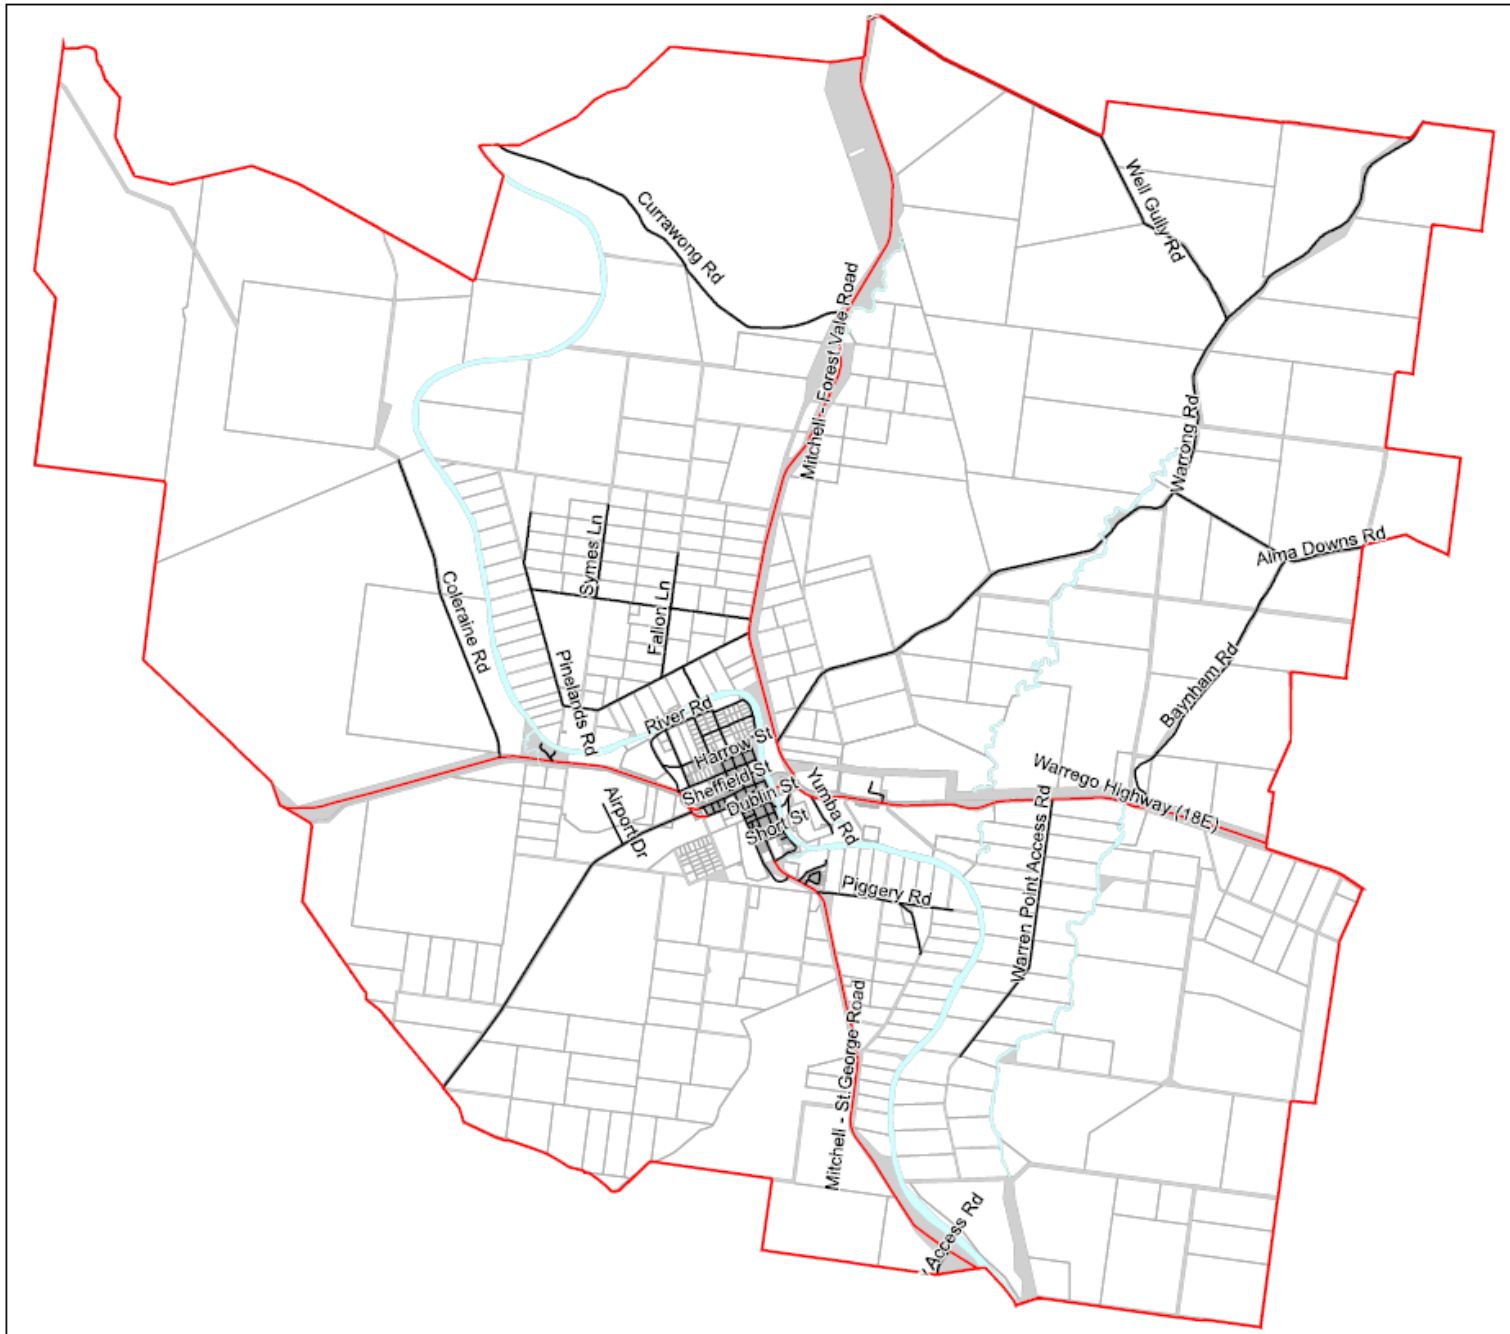 Well Gully Rd
Currawong Rd
Mitchell - Forest Vale Road
Warrong Rd
Alma Downs Rd
Symes Ln
Fallon Ln
Coleraine Rd
Pinelands Rd
Baynham Rd
River Rd
Harrow St
Sheffield St
Dublin St
Short St
Yumba Rd
Warrego Highway (18E)
Airport Dr
Piggery Rd
Warren Point Access Rd
Mitchell - St George Road
Access Rd